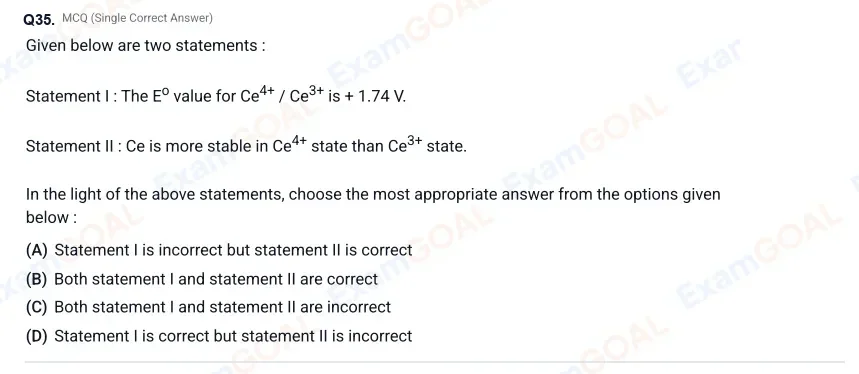 Q35. MCQ (Single Correct Answer)
Given below are two statements :
Statement I : The E⁰ value for Ce⁴⁺ / Ce³⁺ is + 1.74 V.
Statement II : Ce is more stable in Ce⁴⁺ state than Ce³⁺ state.
In the light of the above statements, choose the most appropriate answer from the options given
below :
(A) Statement I is incorrect but statement II is correct
(B) Both statement I and statement II are correct
(C) Both statement I and statement II are incorrect
(D) Statement I is correct but statement II is incorrect
ExamGOAL